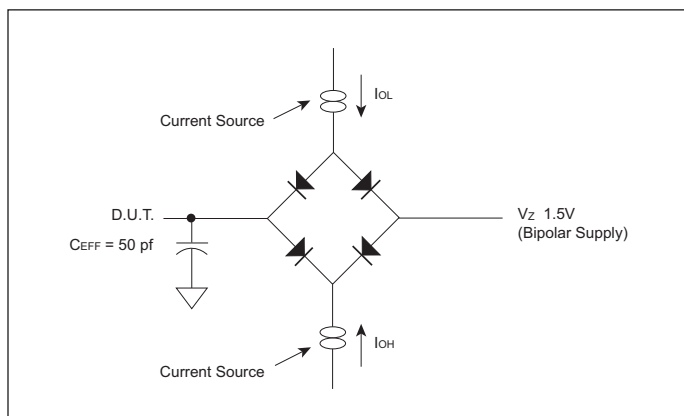 IOL
Current Source
D.U.T.
VZ 1.5V
(Bipolar Supply)
CEFF = 50 pf
IOH
Current Source